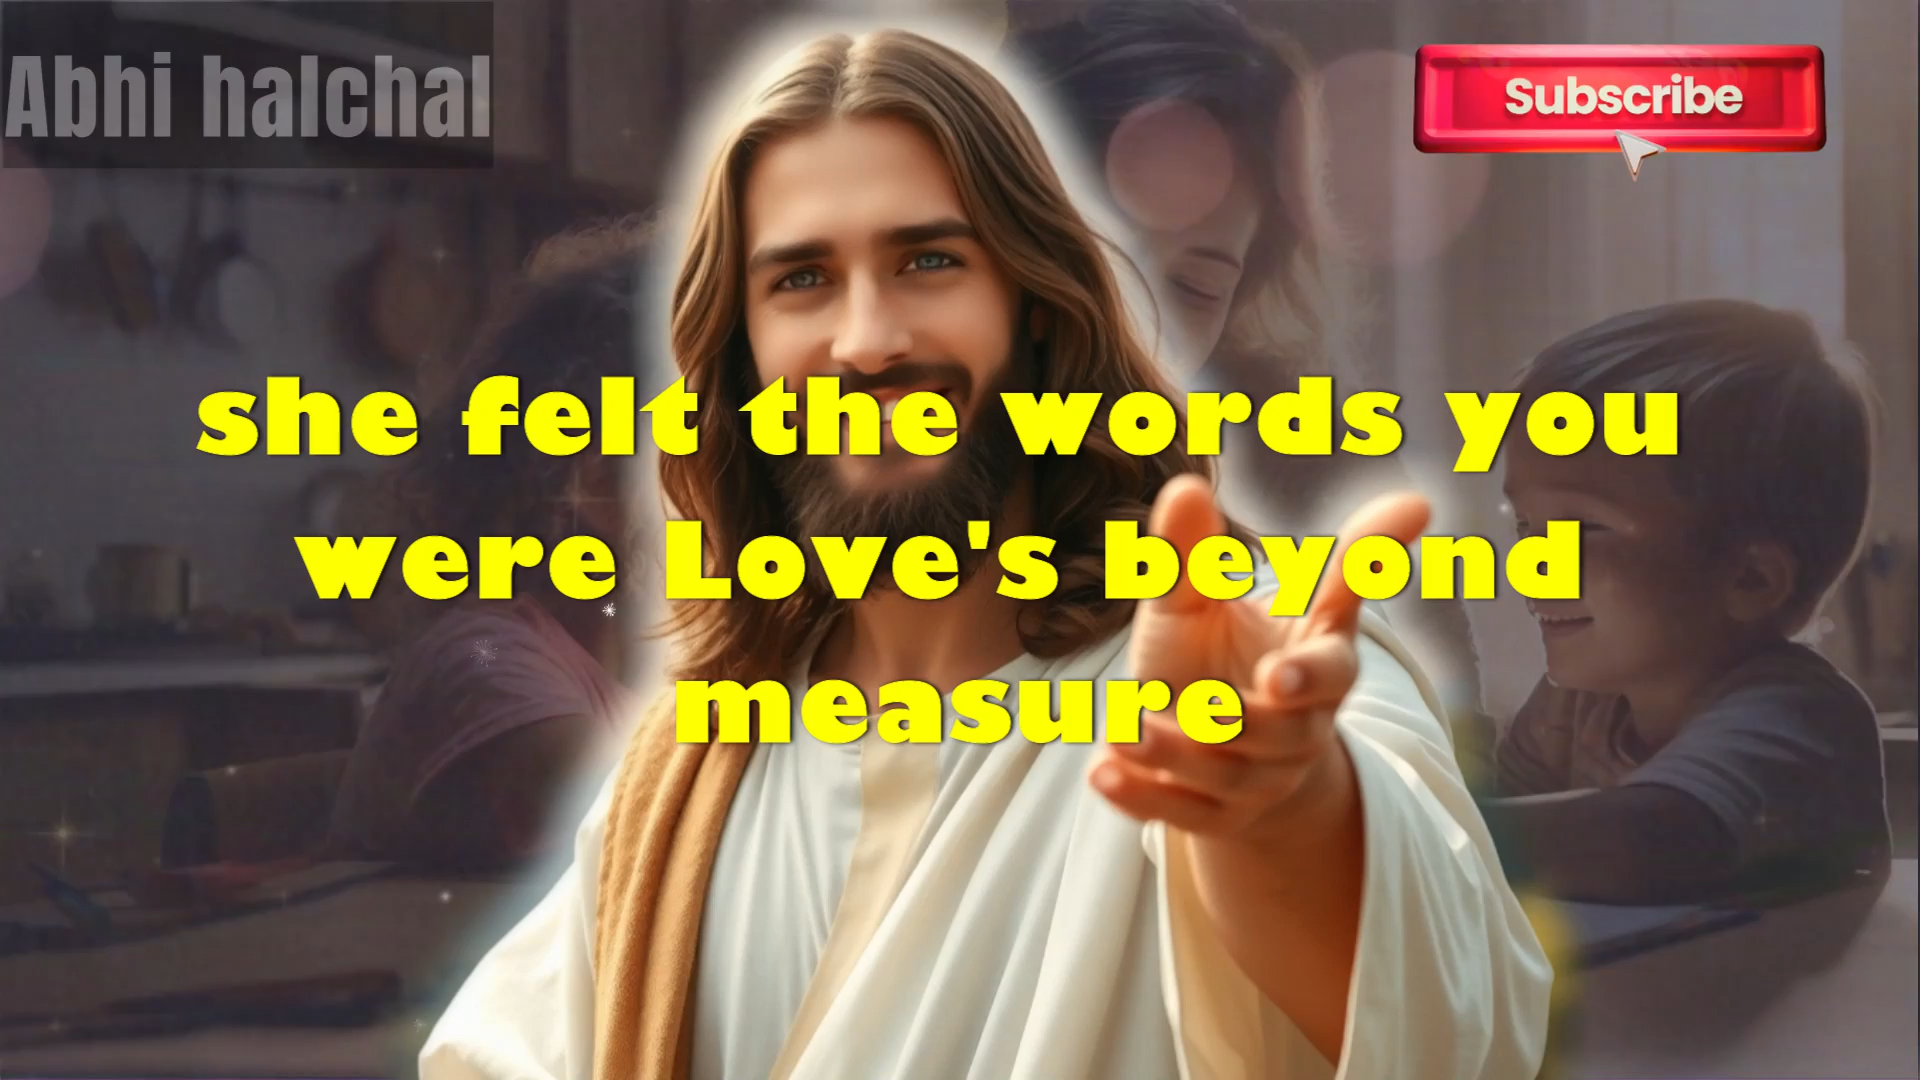 Abhi halchal
Subscribe
she felt the words you
were Love's beyond
measure